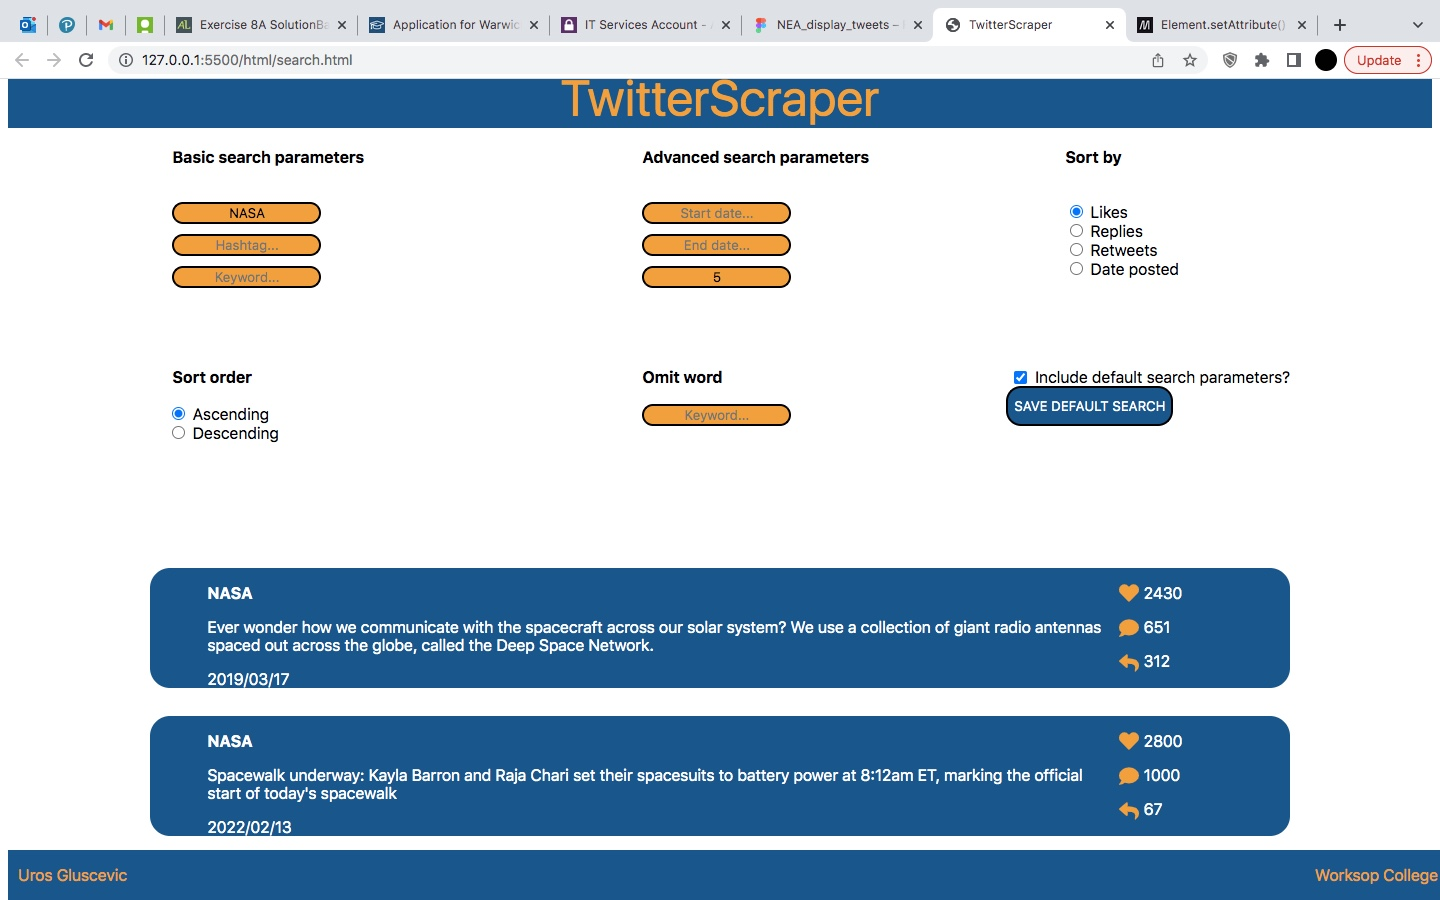 Exercise 8A SolutionBa
Application for Warwic
IT Services Account -
NEA_display_tweets –
TwitterScraper
Element.setAttribute()
127.0.0.1:5500/html/search.html
Update
TwitterScraper
Basic search parameters
Advanced search parameters
Sort by
NASA
Start date...
Likes
Hashtag...
End date...
Replies
Keyword...
5
Retweets
Date posted
Sort order
Omit word
Include default search parameters?
Ascending
Keyword...
SAVE DEFAULT SEARCH
Descending
NASA
2430
Ever wonder how we communicate with the spacecraft across our solar system? We use a collection of giant radio antennas
651
spaced out across the globe, called the Deep Space Network.
312
2019/03/17
NASA
2800
Spacewalk underway: Kayla Barron and Raja Chari set their spacesuits to battery power at 8:12am ET, marking the official
1000
start of today's spacewalk
67
2022/02/13
Uros Gluscevic
Worksop College